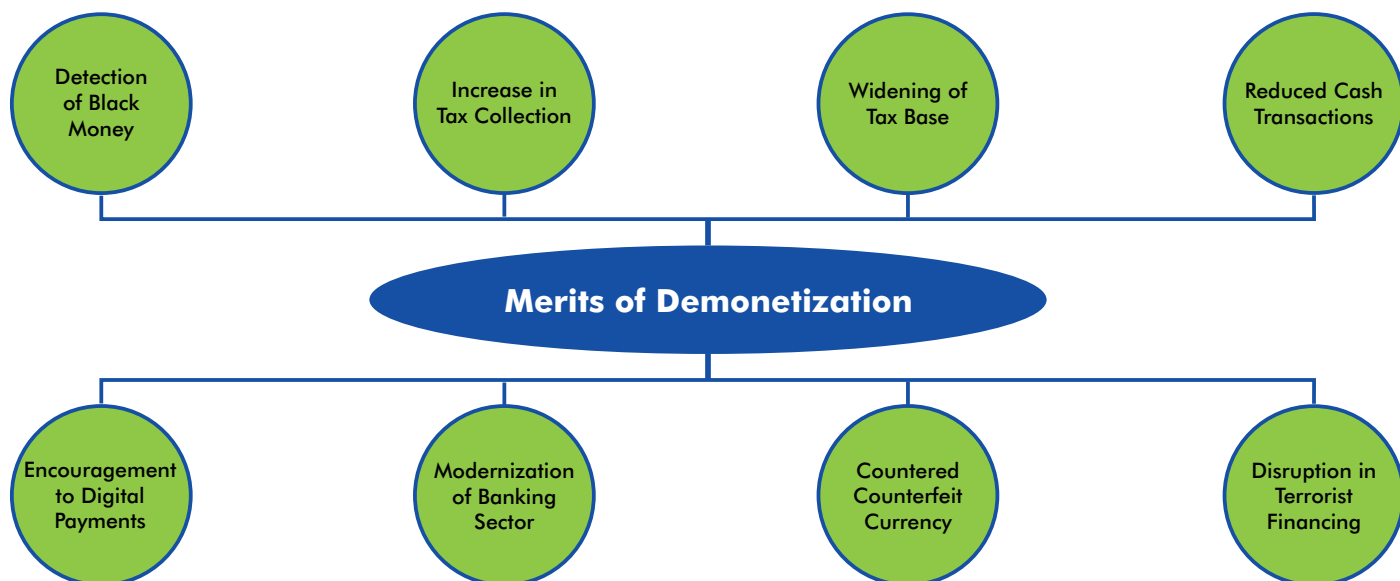 Detection
of Black
Money
Increase in
Tax Collection
Widening of
Tax Base
Reduced Cash
Transactions
Merits of Demonetization
Encouragement
to Digital
Payments
Modernization
of Banking
Sector
Countered
Counterfeit
Currency
Disruption in
Terrorist
Financing